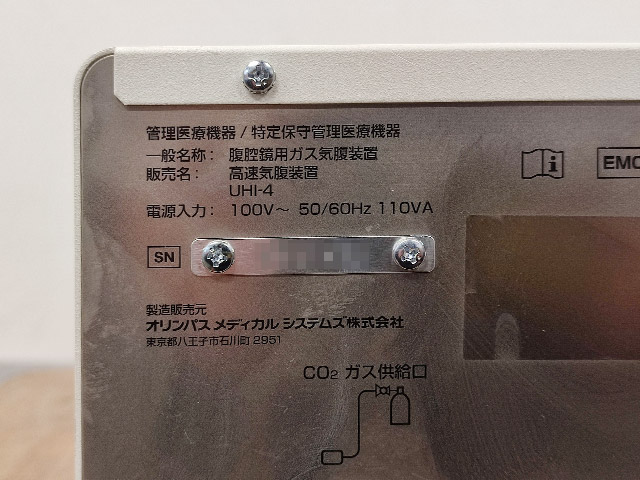 管理医療機器 / 特定保守管理医療機器
一般名称： 腹腔鏡用ガス気腹装置
販売名： 高速気腹装置
UHI-4
電源入力： 100V〜 50/60Hz 110VA
EMC
SN
製造販売元
オリンパス メディカル システムズ株式会社
東京都八王子市石川町 2951
CO₂ ガス供給口